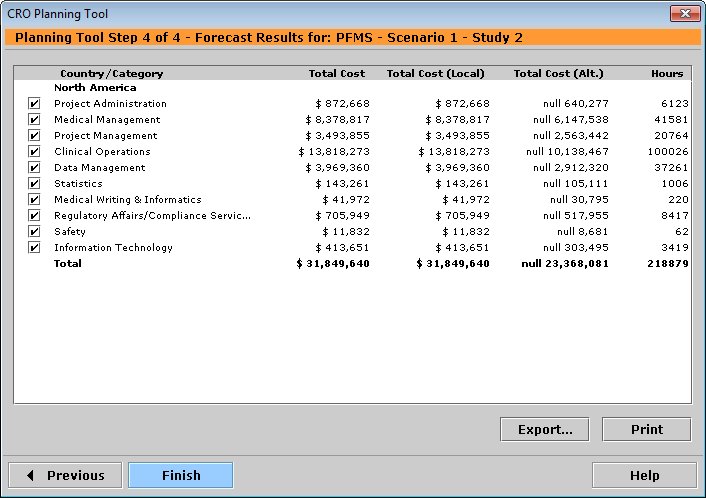 CRO Planning Tool
Planning Tool Step 4 of 4 - Forecast Results for: PFMS - Scenario 1 - Study 2
Country/Category Total Cost Total Cost (Local) Total Cost (Alt.) Hours
North America
Project Administration $ 872,668 $ 872,668 null 640,277 6123
Medical Management $ 8,378,817 $ 8,378,817 null 6,147,538 41581
Project Management $ 3,493,855 $ 3,493,855 null 2,563,442 20764
Clinical Operations $ 13,818,273 $ 13,818,273 null 10,138,467 100026
Data Management $ 3,969,360 $ 3,969,360 null 2,912,320 37261
Statistics $ 143,261 $ 143,261 null 105,111 1006
Medical Writing & Informatics $ 41,972 $ 41,972 null 30,795 220
Regulatory Affairs/Compliance Servic... $ 705,949 $ 705,949 null 517,955 8417
Safety $ 11,832 $ 11,832 null 8,681 62
Information Technology $ 413,651 $ 413,651 null 303,495 3419
Total $ 31,849,640 $ 31,849,640 null 23,368,081 218879
Export... Print
Previous Finish Help